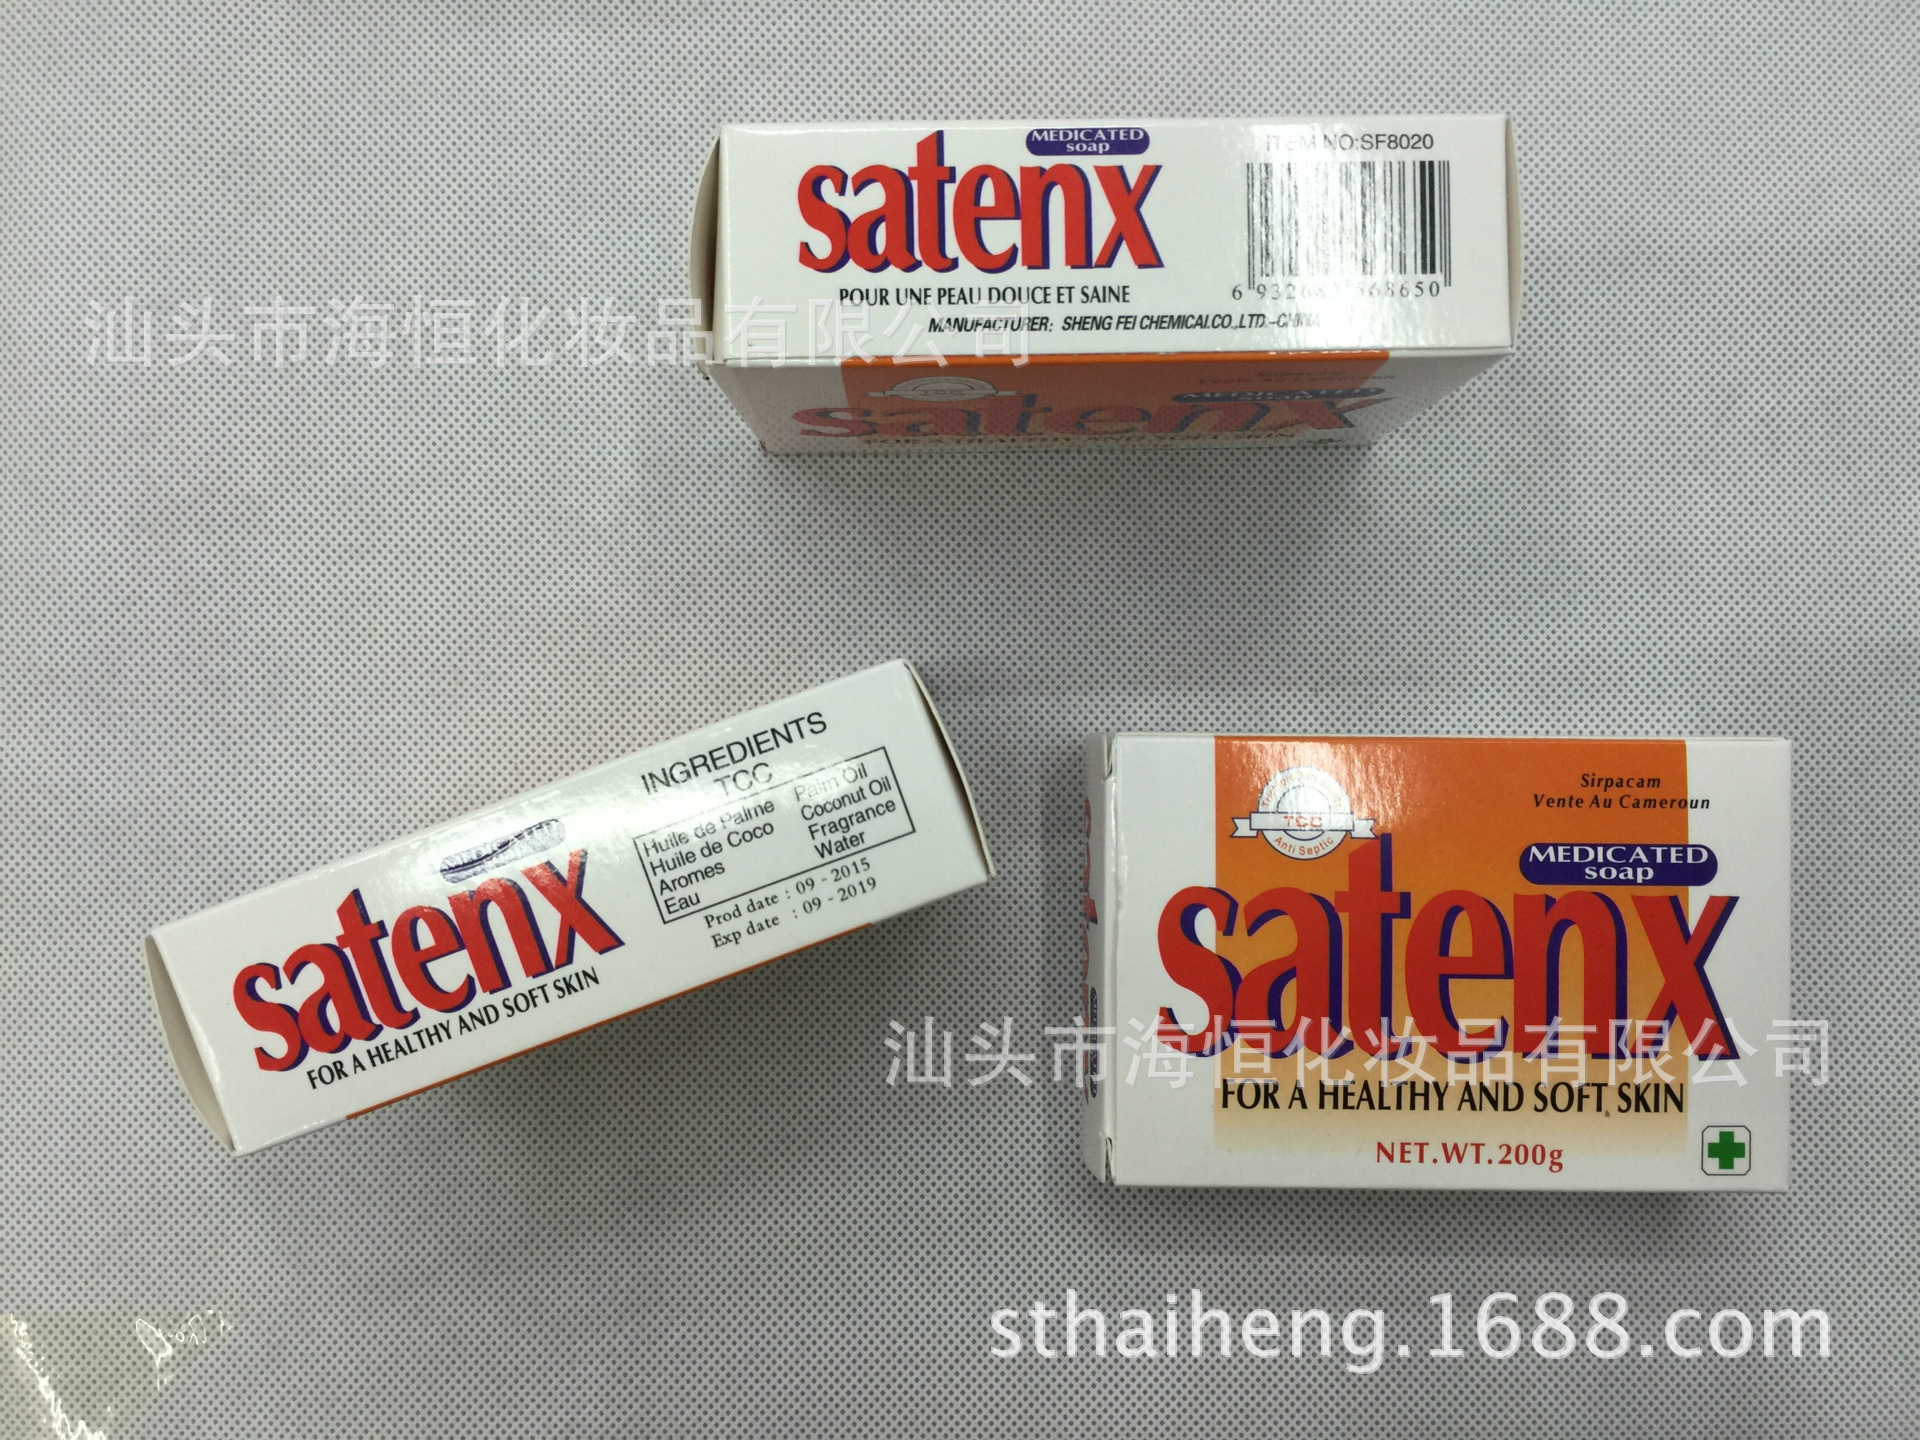 MEDICATED
soap
satenx
POUR UNE PEAU DOUCE ET SAINE
MANUFACTURER: SHENG FEI CHEMICAL.CO.,LTD.-CHINA
ITEM NO:SF8020
Sirpacam
Vente Au Cameroun
satenx
汕头市海恒化妆品有限公司
satenx
FOR A HEALTHY AND SOFT SKIN
INGREDIENTS
TCC
Huile de Palme Palm Oil
Huile de Coco Coconut Oil
Aromes Fragrance
Eau Water
Prod date : 09 - 2015
Exp date : 09 - 2019
Sirpacam
Vente Au Cameroun
TCC
Anti Septic
MEDICATED
soap
satenx
汕头市海恒化妆品有限公司
FOR A HEALTHY AND SOFT SKIN
NET.WT.200g
sthaiheng.1688.com